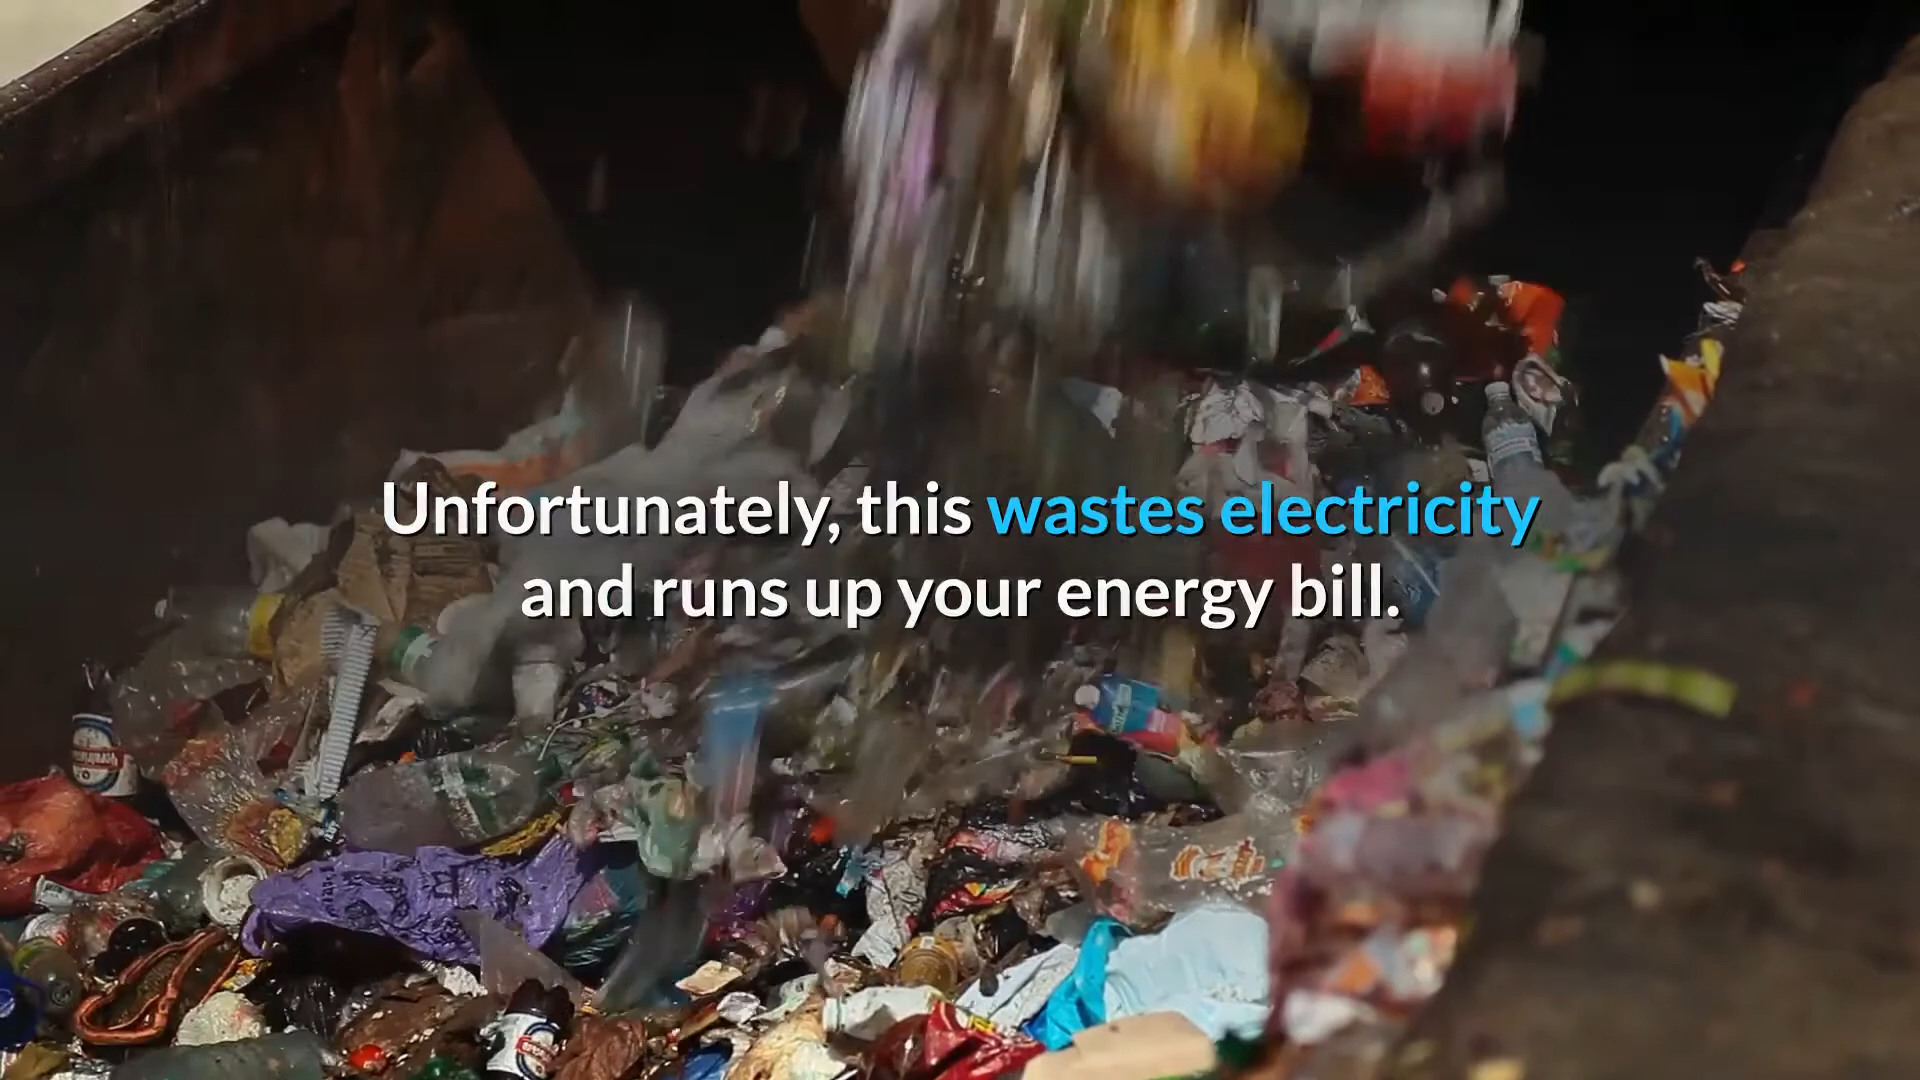 Unfortunately, this wastes electricity
and runs up your energy bill.